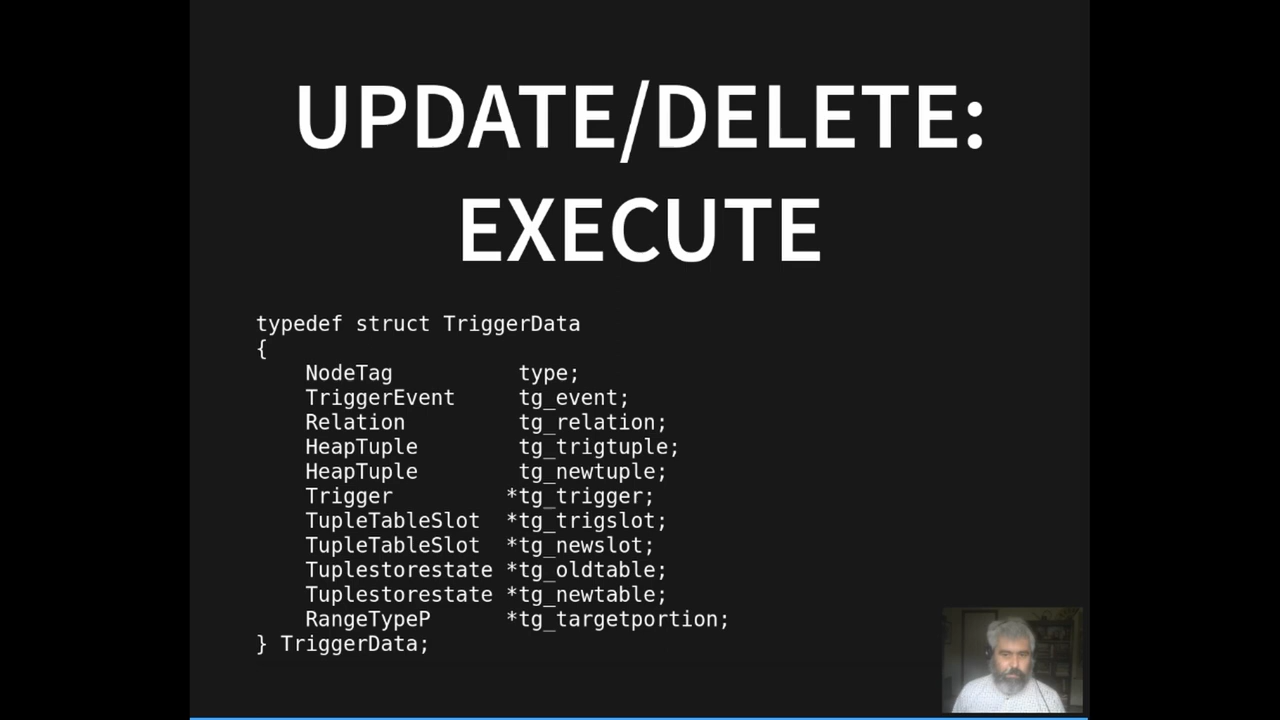 UPDATE/DELETE:
EXECUTE
typedef struct TriggerData
{
    NodeTag          type;
    TriggerEvent     tg_event;
    Relation         tg_relation;
    HeapTuple        tg_trigtuple;
    HeapTuple        tg_newtuple;
    Trigger         *tg_trigger;
    TupleTableSlot  *tg_trigslot;
    TupleTableSlot  *tg_newslot;
    Tuplestorestate *tg_oldtable;
    Tuplestorestate *tg_newtable;
    RangeTypeP      *tg_targetportion;
} TriggerData;